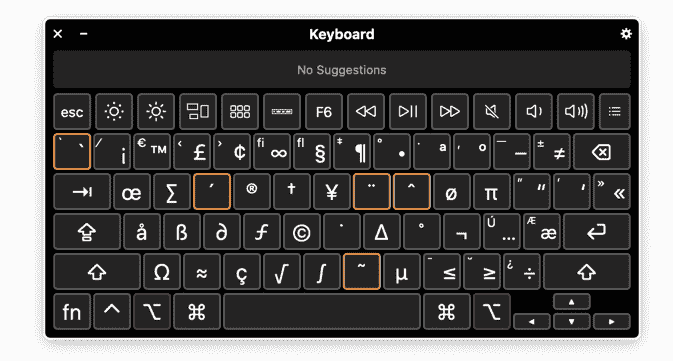 Keyboard
No Suggestions
esc F6
` ` ⁄ ¡ € ™ ‹ £ › ¢ fi ∞ fl § ‡ ¶ ° • · ª ‚ º — – ± ≠
œ ∑ ´ ® † ¥ ¨ ˆ ø π ” “ ’ ‘ » «
å ß ∂ ƒ © ˙ ∆ ˚ ¬ Ú … Æ æ
Ω ≈ ç √ ∫ ˜ µ ¯ ≤ ˘ ≥ ¿ ÷
fn ⌃ ⌥ ⌘ ⌘ ⌥